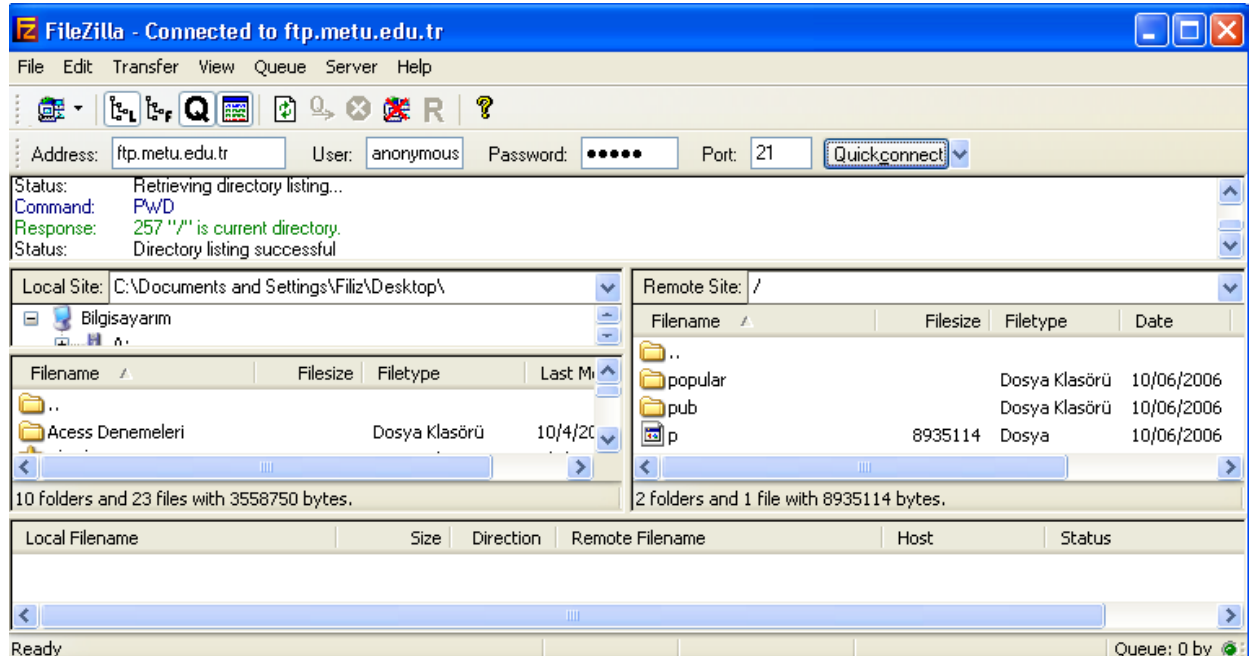 FileZilla - Connected to ftp.metu.edu.tr
File Edit Transfer View Queue Server Help
Address: ftp.metu.edu.tr User: anonymous Password: ●●●●● Port: 21 Quickconnect
Status: Retrieving directory listing...
Command: PWD
Response: 257 "/" is current directory.
Status: Directory listing successful
Local Site: C:\Documents and Settings\Filiz\Desktop\
Bilgisayarım
A:
Filename Filesize Filetype Last M
..
Acess Denemeleri Dosya Klasörü 10/4/20
10 folders and 23 files with 3558750 bytes.
Remote Site: /
Filename Filesize Filetype Date
..
popular Dosya Klasörü 10/06/2006
pub Dosya Klasörü 10/06/2006
p 8935114 Dosya 10/06/2006
2 folders and 1 file with 8935114 bytes.
Local Filename Size Direction Remote Filename Host Status
Ready Queue: 0 by